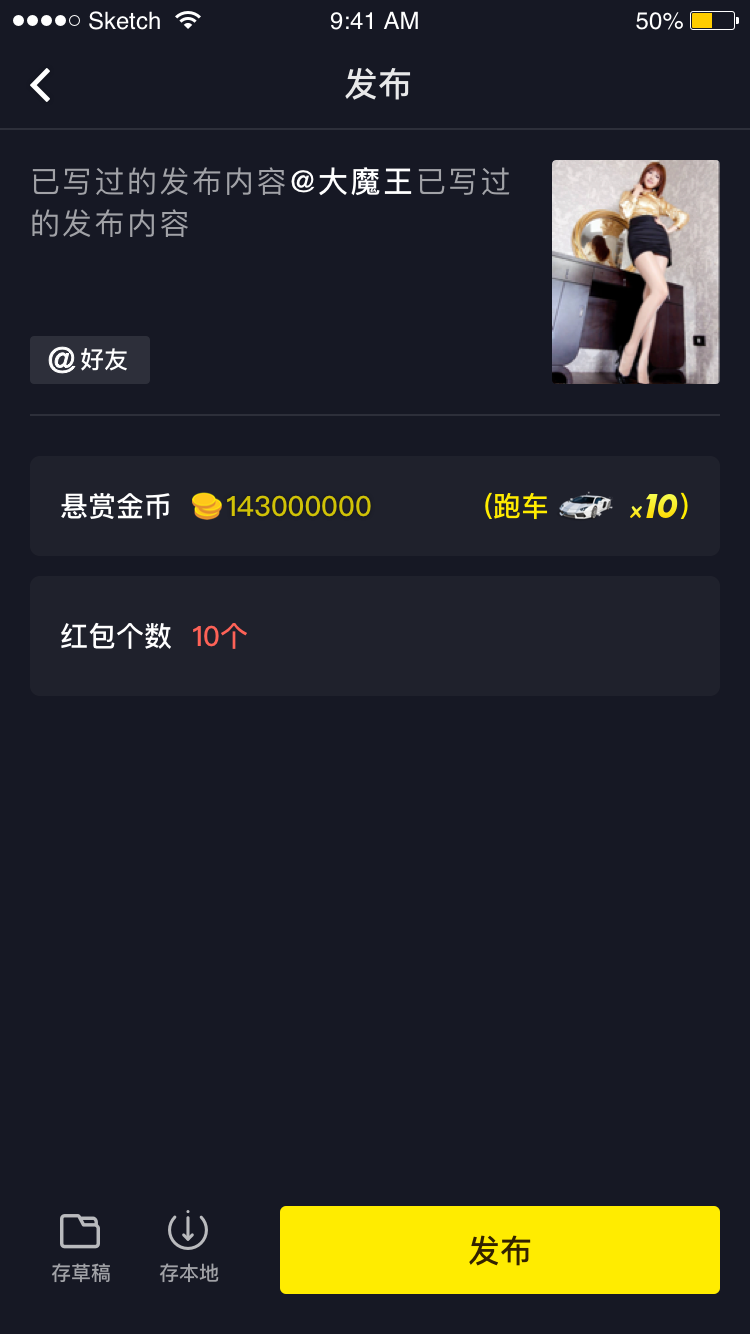 Sketch 9:41 AM 50%
发布
已写过的发布内容@大魔王已写过
的发布内容
@好友
悬赏金币 143000000 (跑车 x10)
红包个数 10个
存草稿 存本地 发布